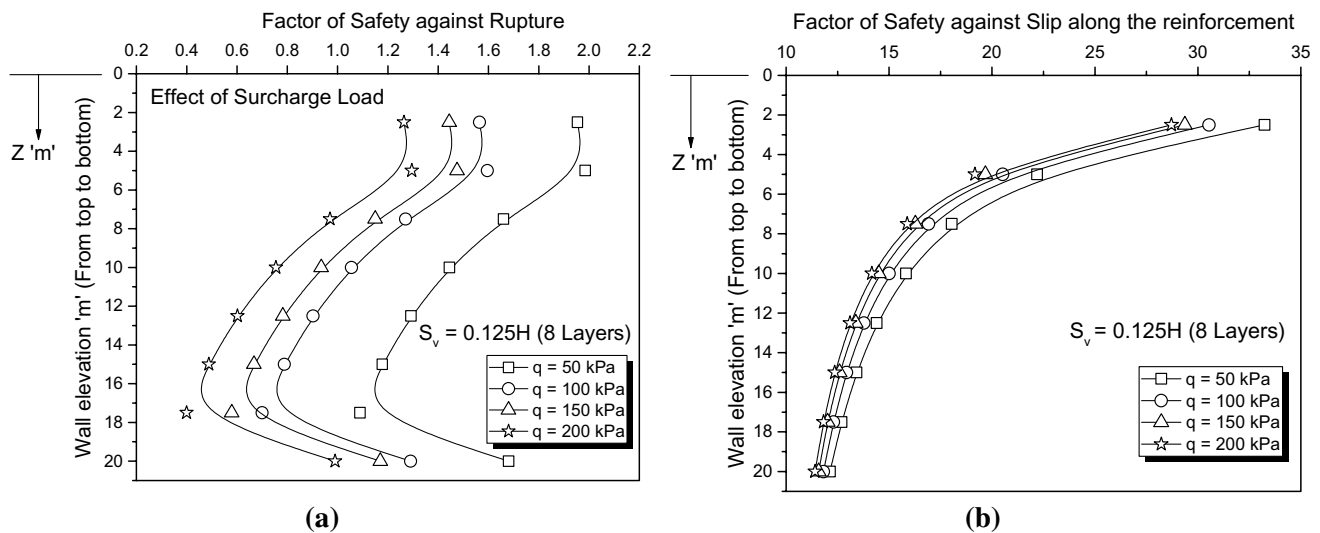 Factor of Safety against Rupture
0.2 0.4 0.6 0.8 1.0 1.2 1.4 1.6 1.8 2.0 2.2
0
2
4
6
8
10
12
14
16
18
20
Z 'm'
Wall elevation 'm' (From top to bottom)
Effect of Surcharge Load
Sv = 0.125H (8 Layers)
q = 50 kPa
q = 100 kPa
q = 150 kPa
q = 200 kPa
(a)
Factor of Safety against Slip along the reinforcement
10 15 20 25 30 35
0
2
4
6
8
10
12
14
16
18
20
Z 'm'
Wall elevation 'm' (From top to bottom)
Sv = 0.125H (8 Layers)
q = 50 kPa
q = 100 kPa
q = 150 kPa
q = 200 kPa
(b)